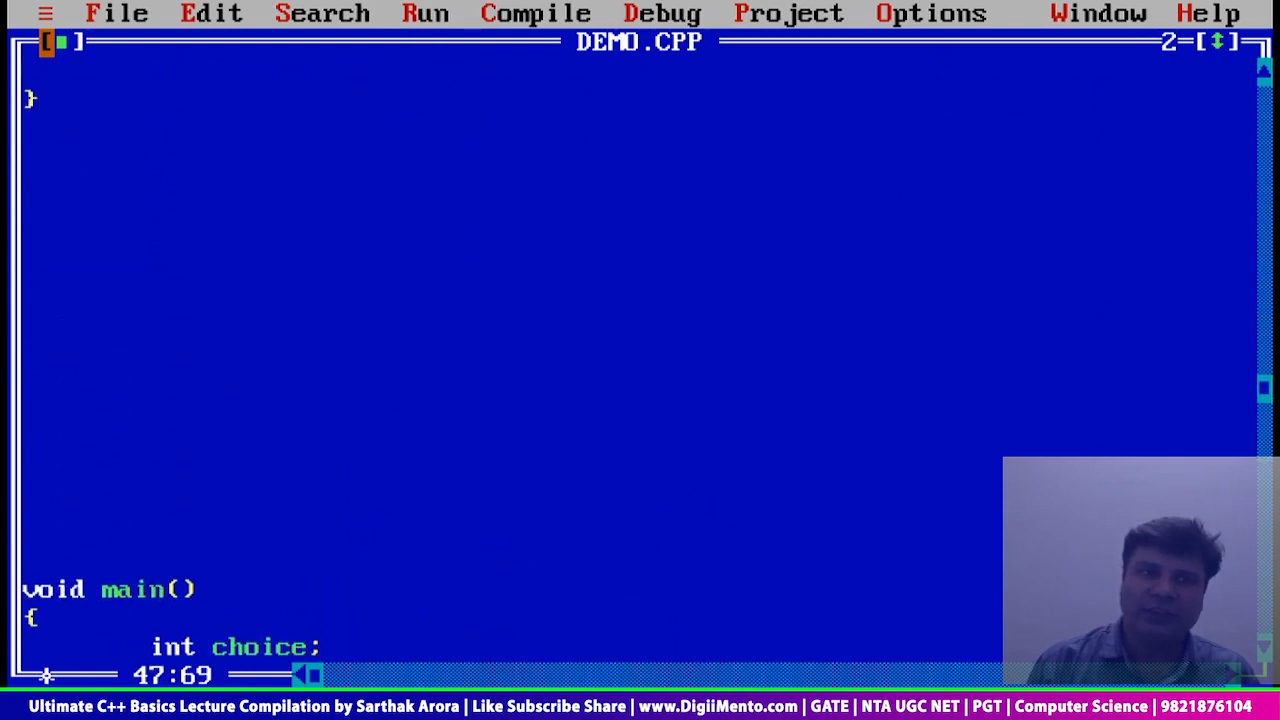 ≡ File Edit Search Run Compile Debug Project Options Window Help
[■] DEMO.CPP 2=[↕]
}
void main()
{
int choice;
47:69
Ultimate C++ Basics Lecture Compilation by Sarthak Arora | Like Subscribe Share | www.DigiiMento.com | GATE | NTA UGC NET | PGT | Computer Science | 9821876104